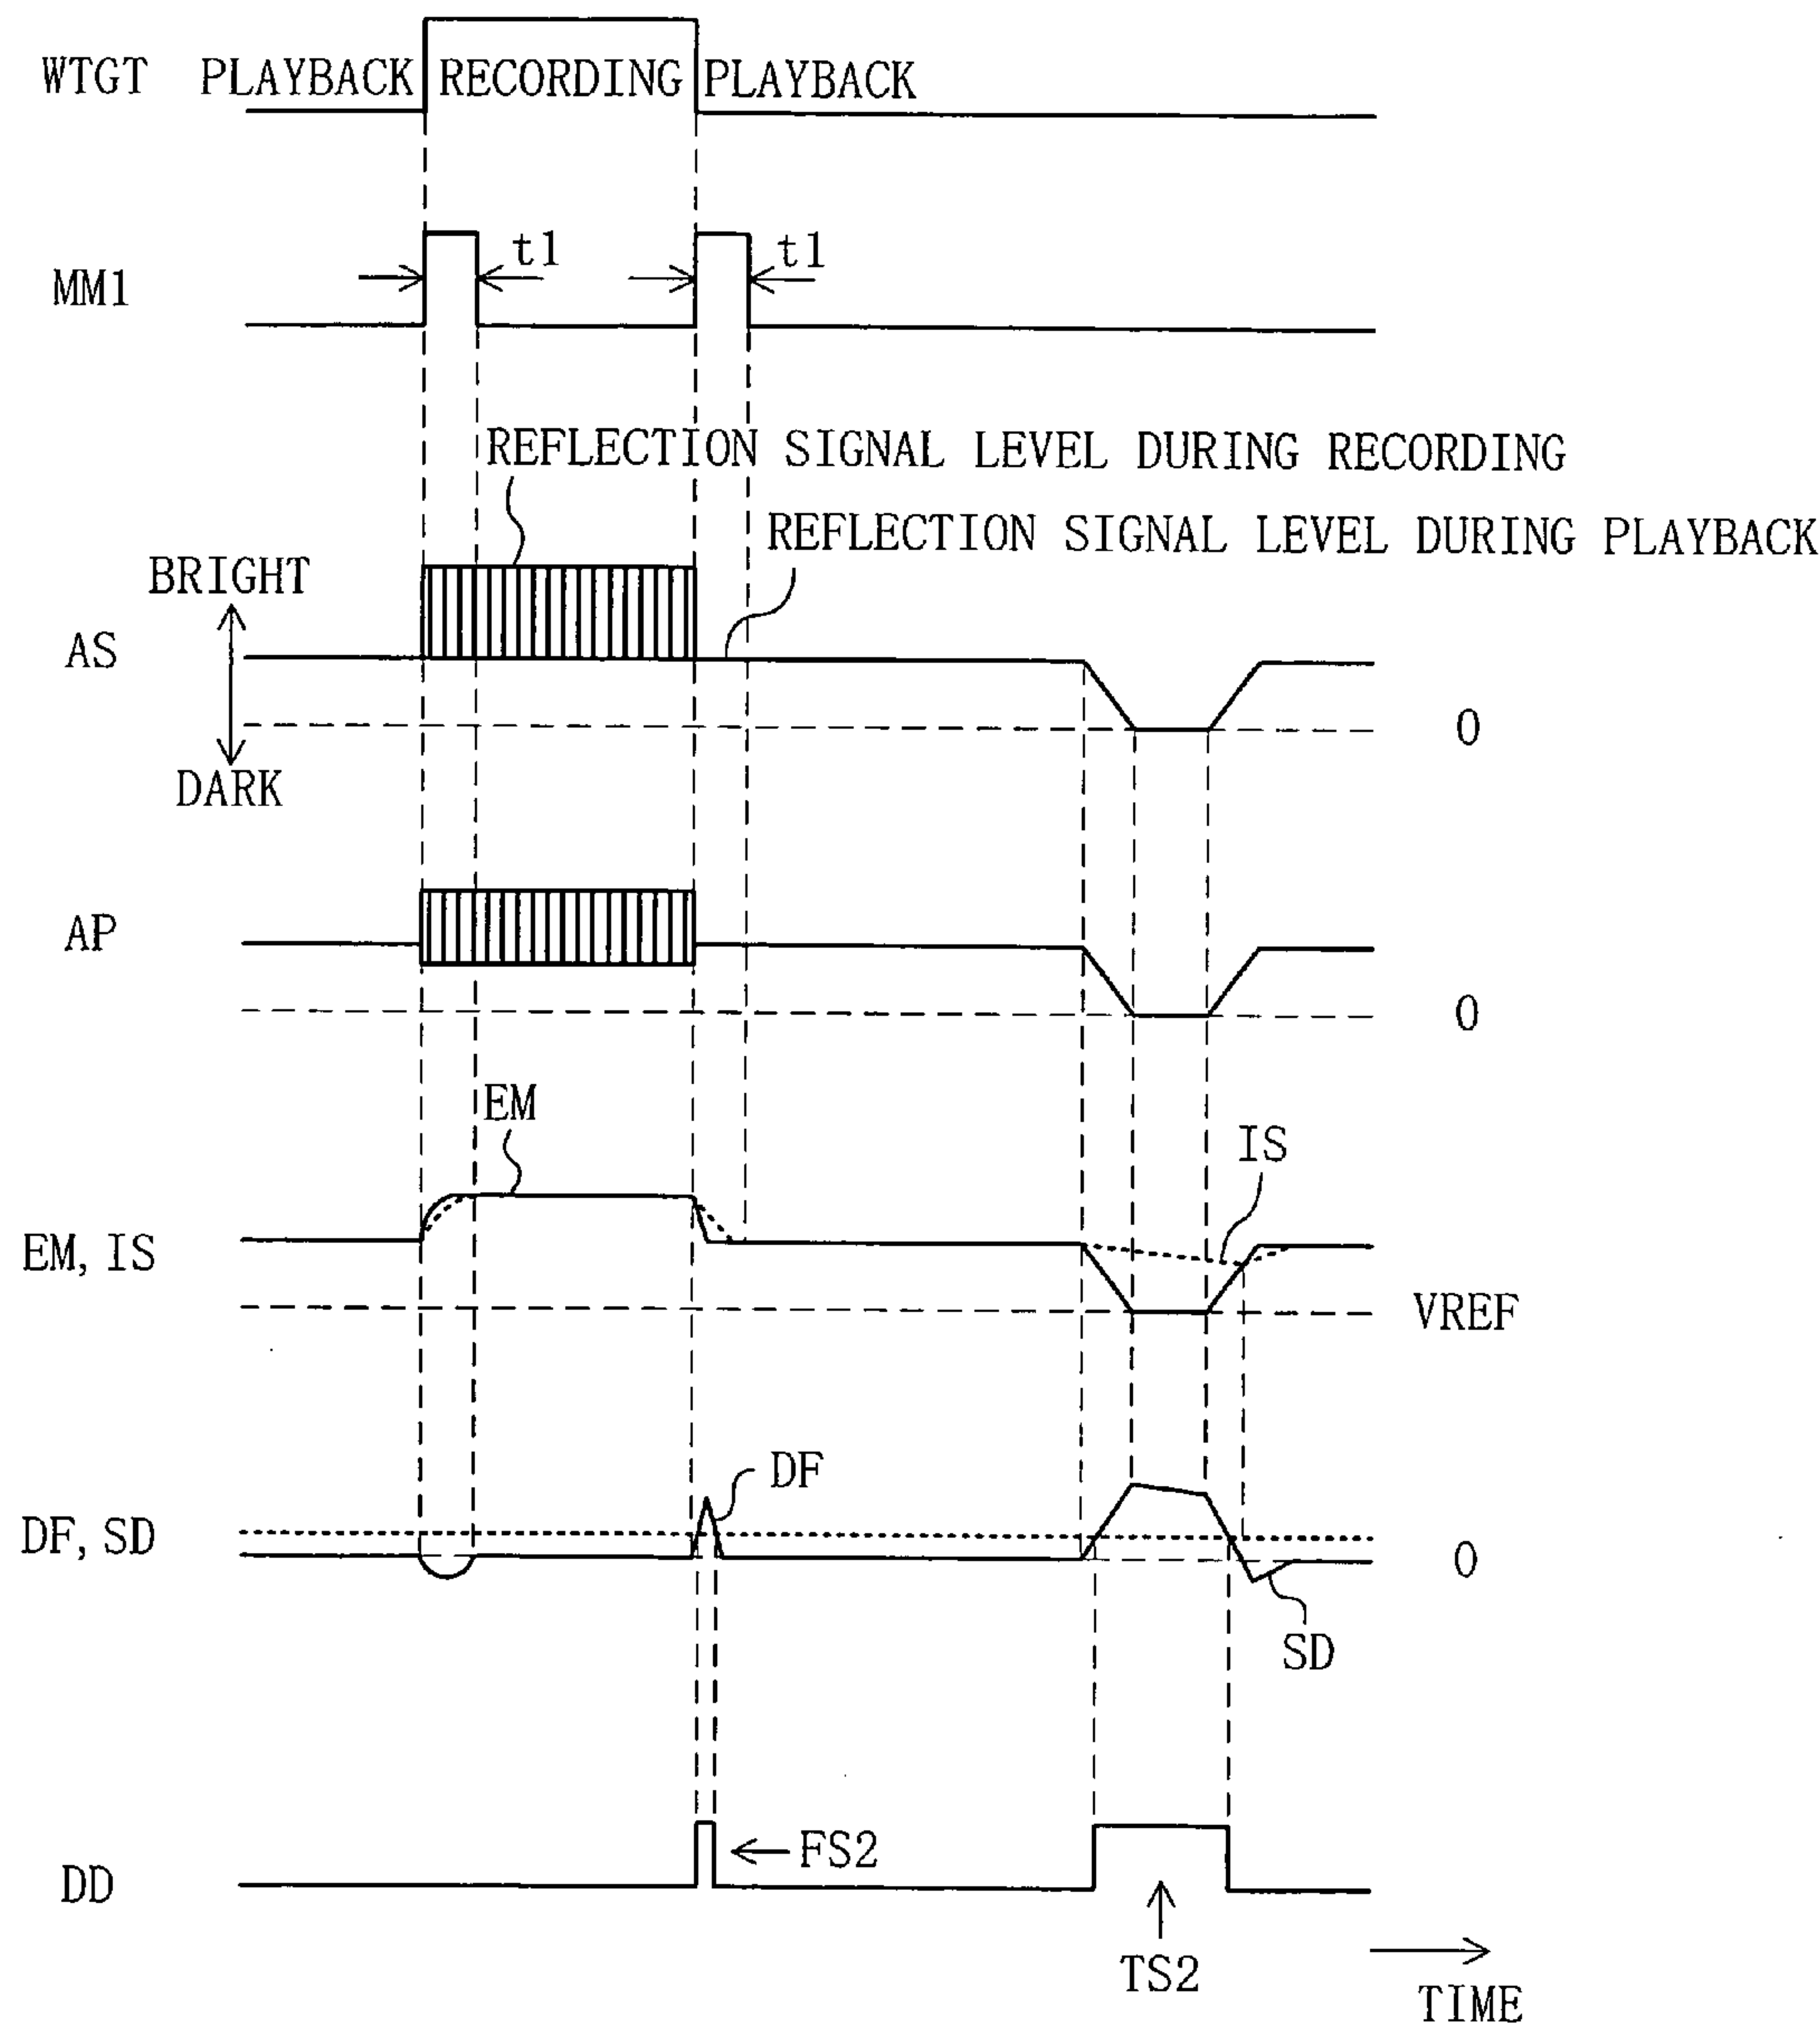 WTGT PLAYBACK RECORDING PLAYBACK
t1 t1
MM1
REFLECTION SIGNAL LEVEL DURING RECORDING
REFLECTION SIGNAL LEVEL DURING PLAYBACK
BRIGHT
AS
0
DARK
AP
0
EM
IS
EM, IS
VREF
DF
DF, SD
0
SD
FS2
DD
TS2
TIME